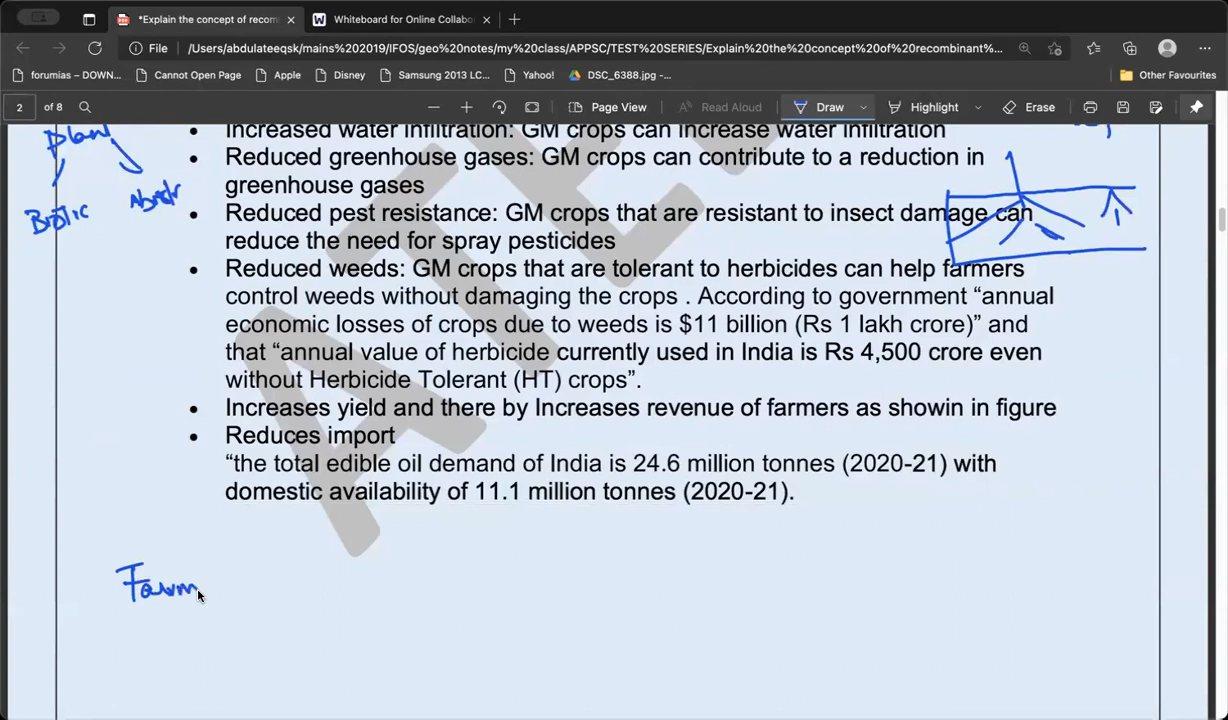 *Explain the concept of recom
Whiteboard for Online Collabo
File
/Users/abdulateeqsk/mains%202019/IFOS/geo%20notes/my%20class/APPSC/TEST%20SERIES/Explain%20the%20concept%20of%20recombinant%...
forumias – DOWN...
Cannot Open Page
Apple
Disney
Samsung 2013 LC...
Yahoo!
DSC_6388.jpg -...
Other Favourites
2 of 8
Page View
Read Aloud
Draw
Highlight
Erase
• Increased water infiltration: GM crops can increase water infiltration
• Reduced greenhouse gases: GM crops can contribute to a reduction in
greenhouse gases
• Reduced pest resistance: GM crops that are resistant to insect damage can
reduce the need for spray pesticides
• Reduced weeds: GM crops that are tolerant to herbicides can help farmers
control weeds without damaging the crops . According to government “annual
economic losses of crops due to weeds is $11 billion (Rs 1 lakh crore)” and
that “annual value of herbicide currently used in India is Rs 4,500 crore even
without Herbicide Tolerant (HT) crops”.
• Increases yield and there by Increases revenue of farmers as showin in figure
• Reduces import
“the total edible oil demand of India is 24.6 million tonnes (2020-21) with
domestic availability of 11.1 million tonnes (2020-21).
Biotic
Farm